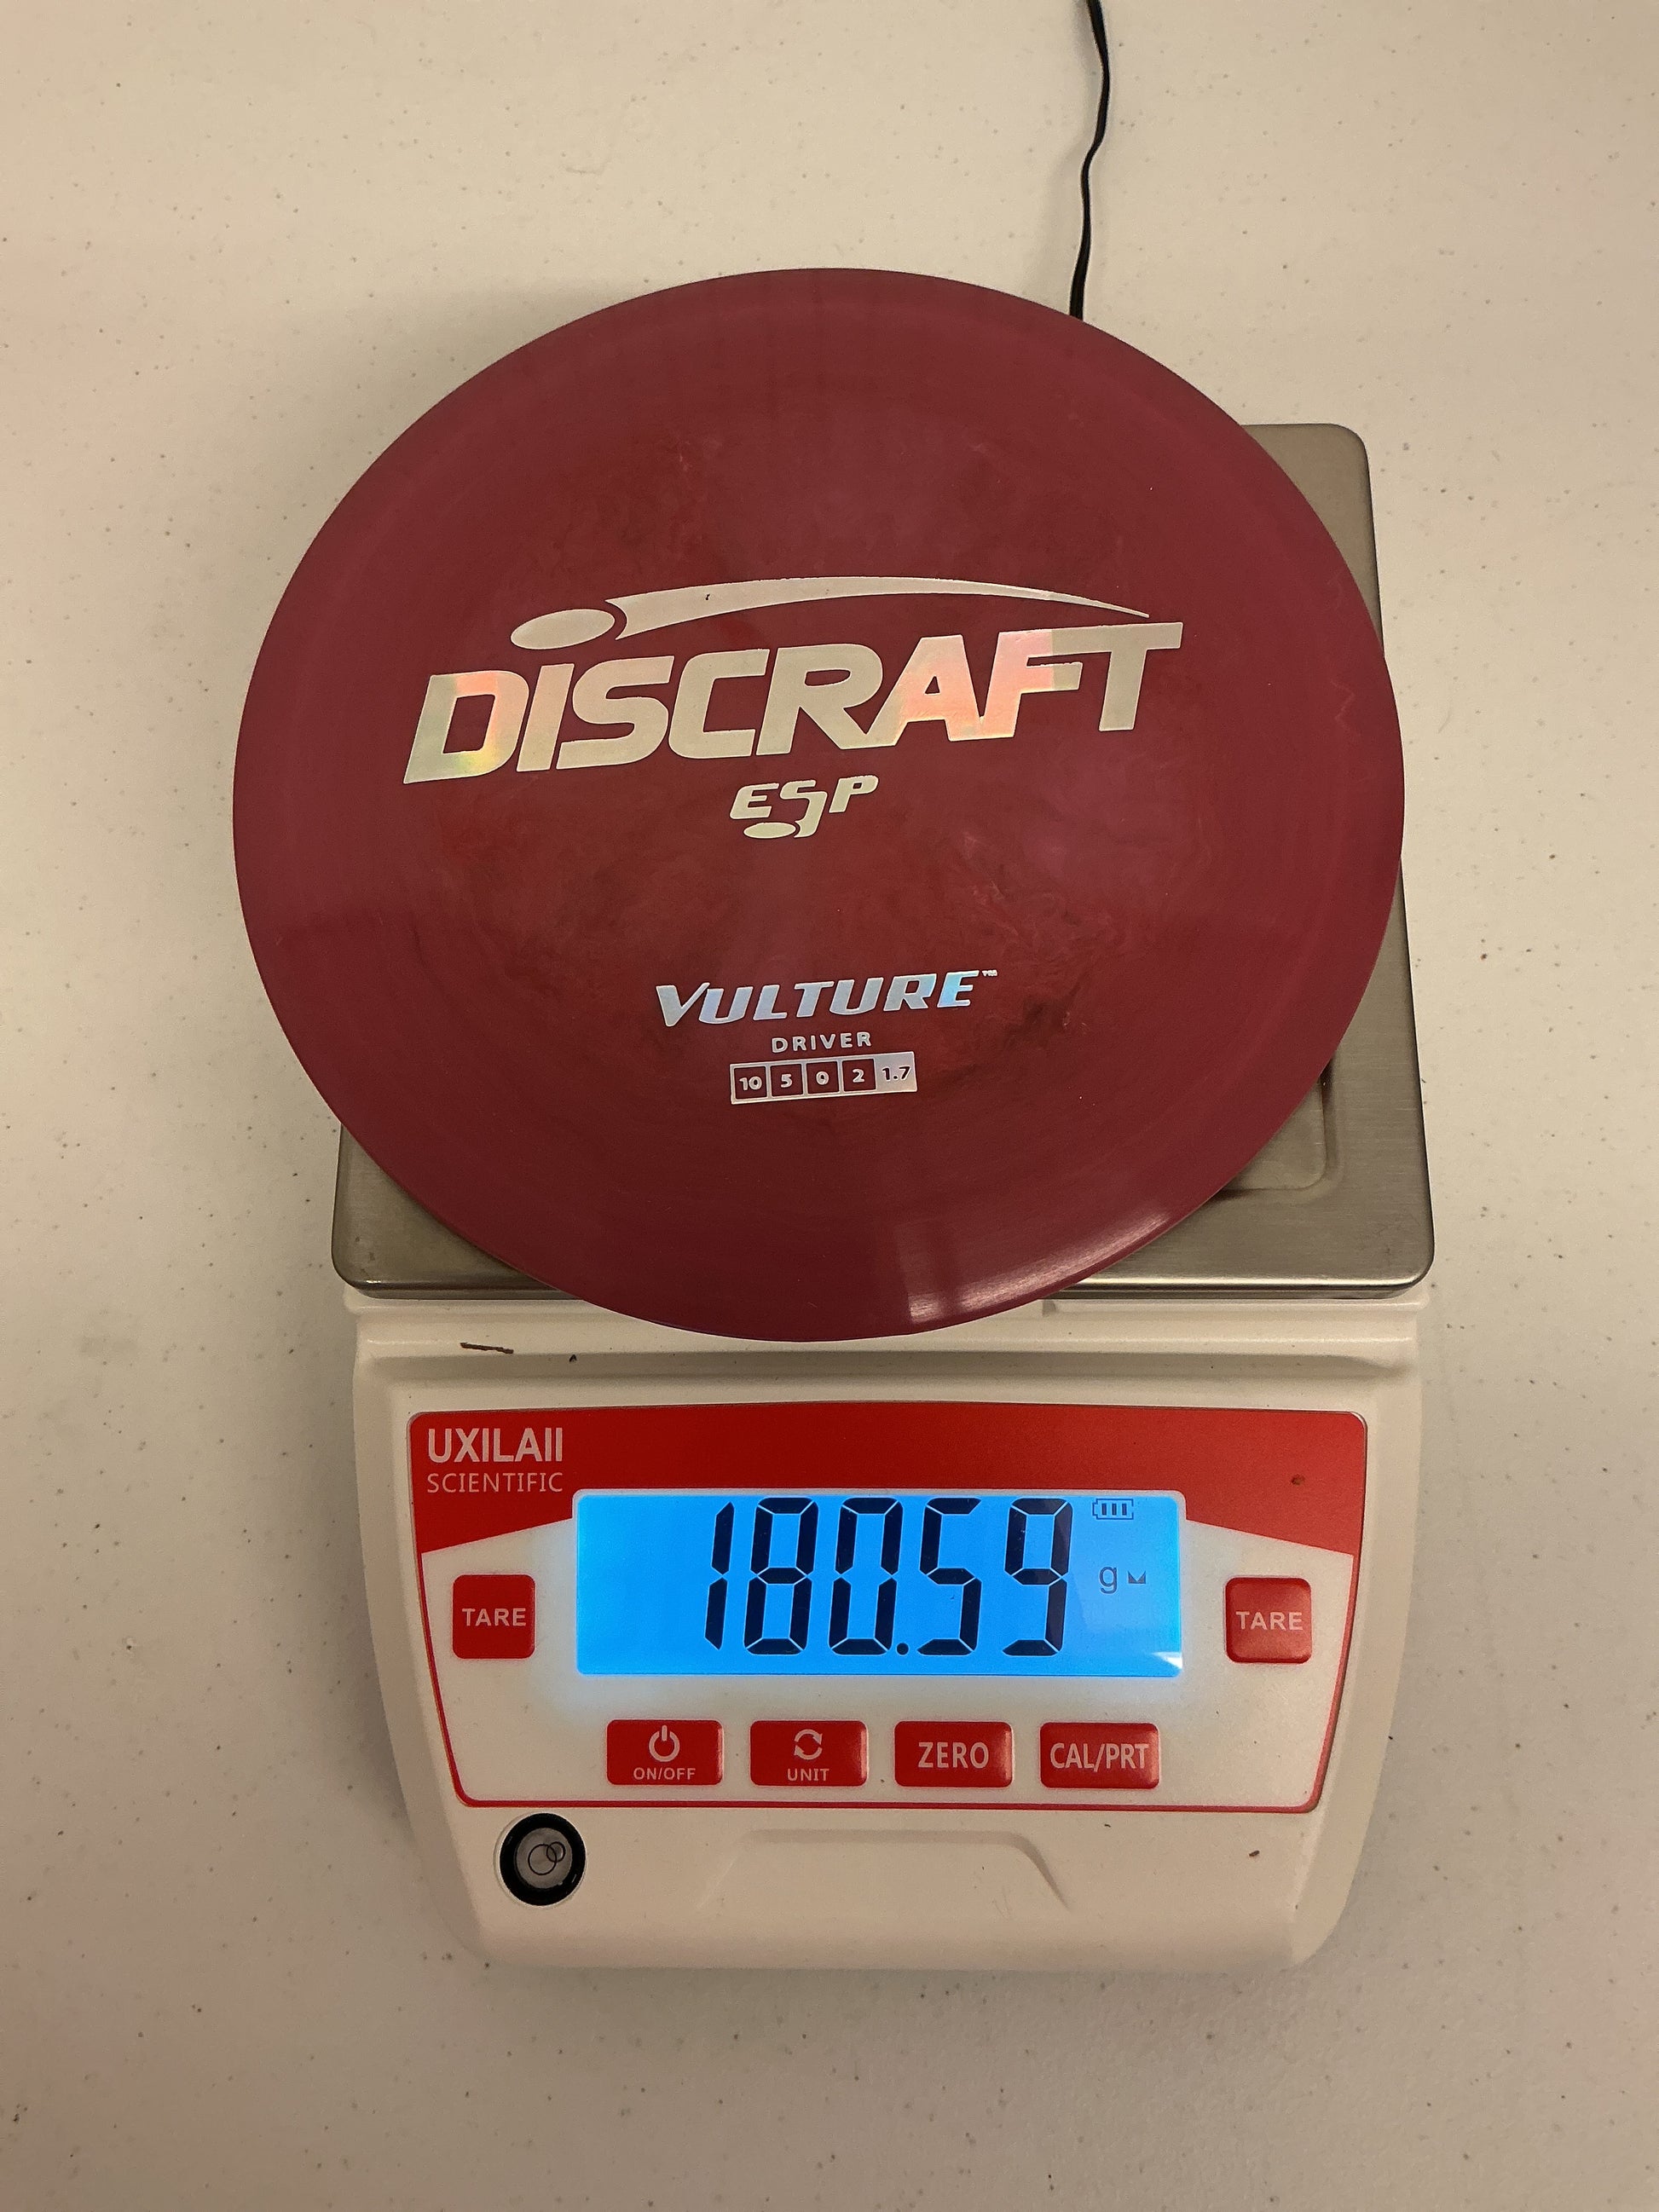 DISCRAFT
ESP
VULTURE™
DRIVER
10 5 0 2 1.7
UXILAII
SCIENTIFIC
180.59 g
TARE
TARE
ON/OFF
UNIT
ZERO
CAL/PRT